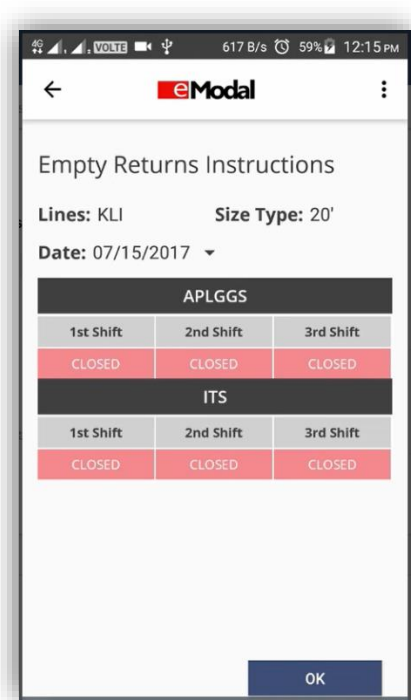 4G VOLTE 617 B/s 59% 12:15 PM
eModal
Empty Returns Instructions
Lines: KLI Size Type: 20'
Date: 07/15/2017
APLGGS
1st Shift 2nd Shift 3rd Shift
CLOSED CLOSED CLOSED
ITS
1st Shift 2nd Shift 3rd Shift
CLOSED CLOSED CLOSED
OK